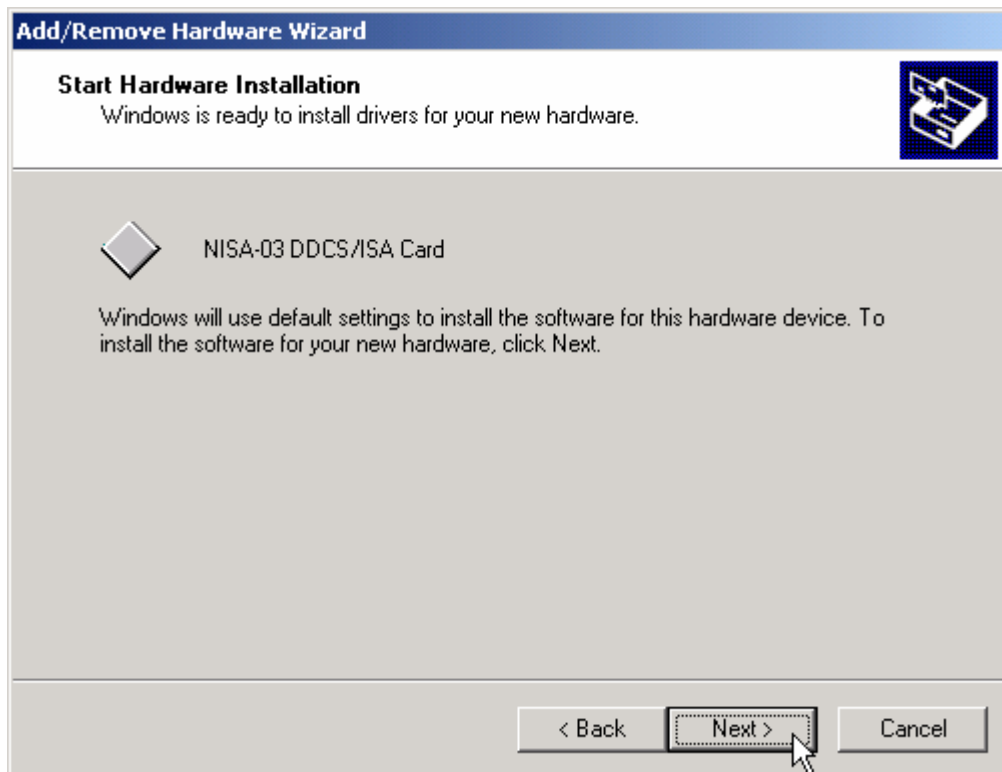 Add/Remove Hardware Wizard
Start Hardware Installation
Windows is ready to install drivers for your new hardware.
NISA-03 DDCS/ISA Card
Windows will use default settings to install the software for this hardware device. To
install the software for your new hardware, click Next.
< Back Next > Cancel